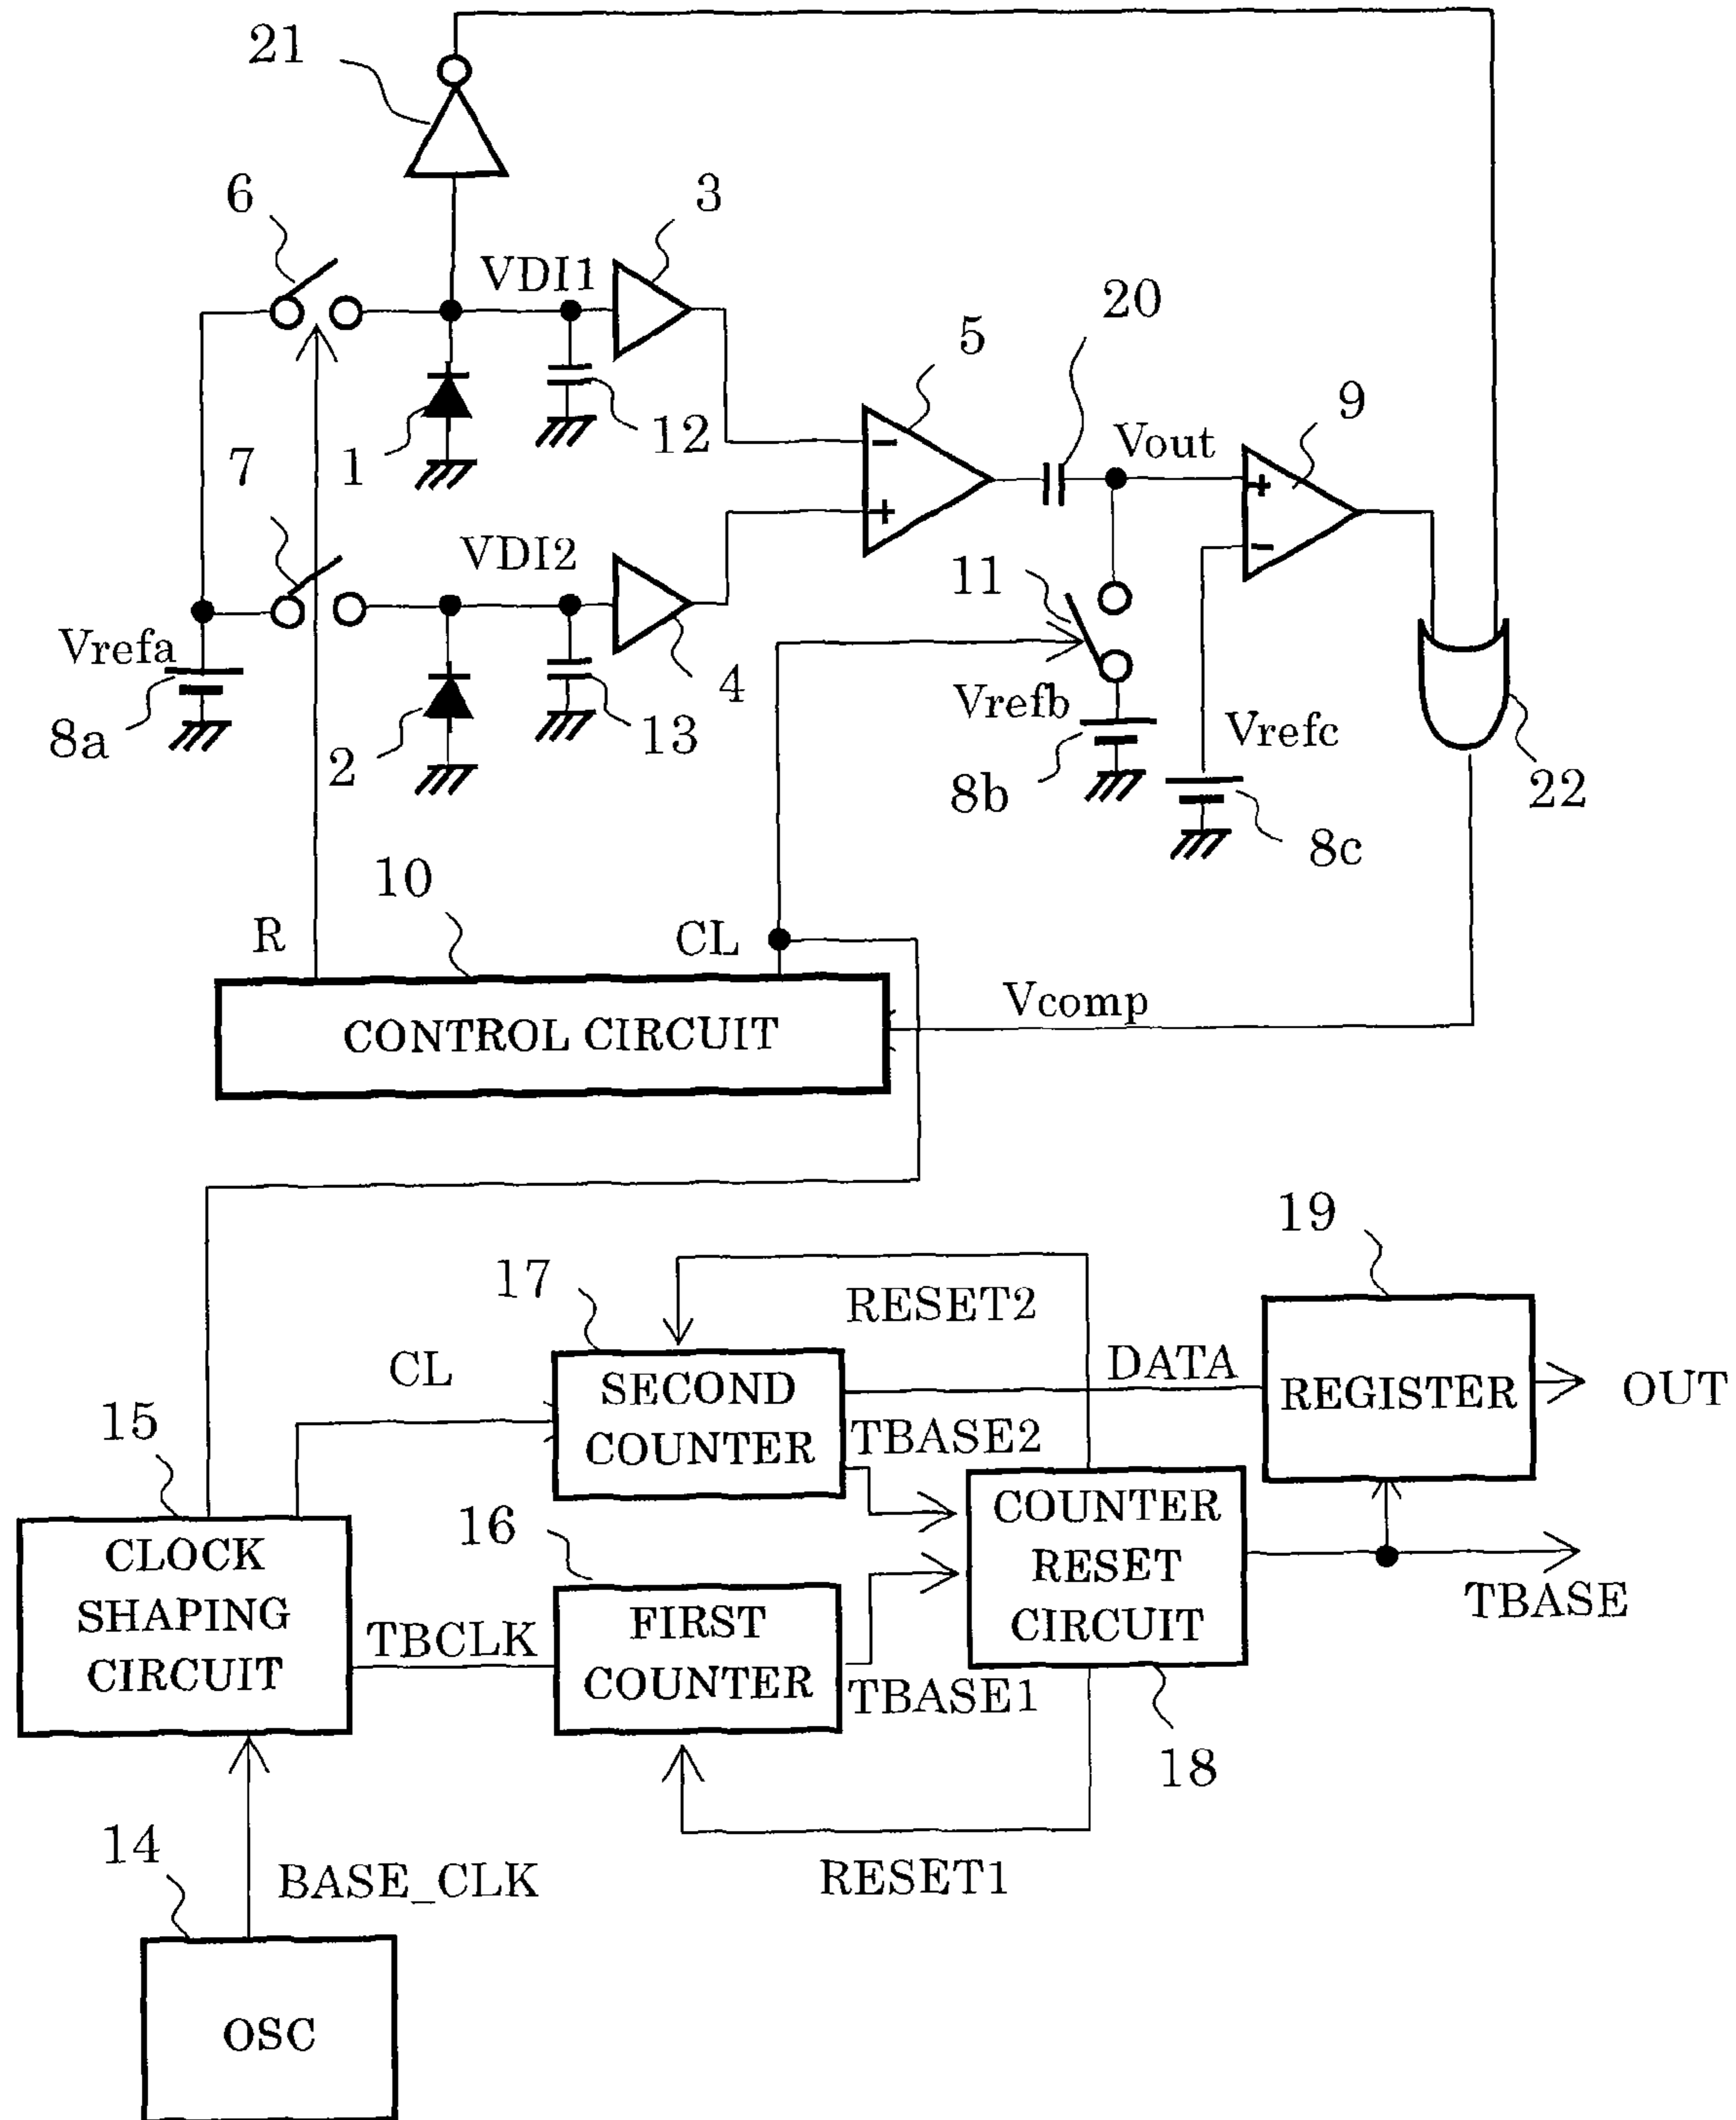 21
6
3
VDI1
20
5
9
12
Vout
7
1
VDI2
11
Vrefa
4
Vrefb
13
Vrefc
8a
2
8b
22
8c
10
R
CL
Vcomp
CONTROL CIRCUIT
19
17
RESET2
DATA
CL
SECOND
COUNTER
REGISTER
OUT
15
TBASE2
16
COUNTER
RESET
CIRCUIT
CLOCK
SHAPING
CIRCUIT
TBCLK
FIRST
COUNTER
TBASE
TBASE1
18
14
BASE_CLK
RESET1
OSC